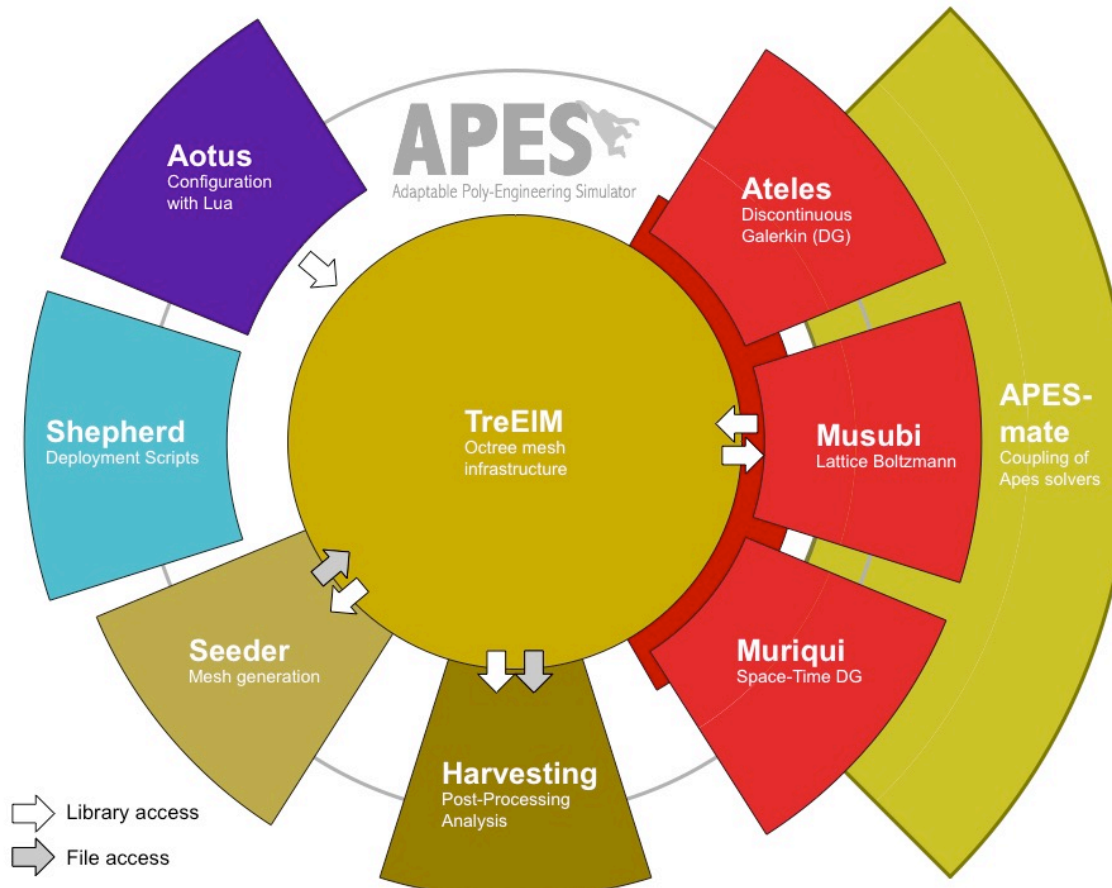 APES
Adaptable Poly-Engineering Simulator
Aotus
Configuration
with Lua
Ateles
Discontinuous
Galerkin (DG)
Shepherd
Deployment Scripts
TreElM
Octree mesh
infrastructure
Musubi
Lattice Boltzmann
APES-
mate
Coupling of
Apes solvers
Seeder
Mesh generation
Muriqui
Space-Time DG
Harvesting
Post-Processing
Analysis
Library access
File access